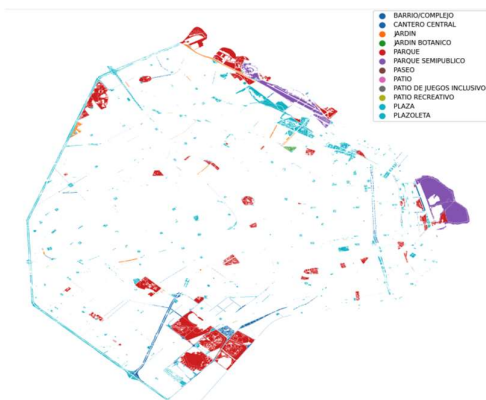 BARRIO/COMPLEJO
CANTERO CENTRAL
JARDIN
JARDIN BOTANICO
PARQUE
PARQUE SEMIPUBLICO
PASEO
PATIO
PATIO DE JUEGOS INCLUSIVO
PATIO RECREATIVO
PLAZA
PLAZOLETA